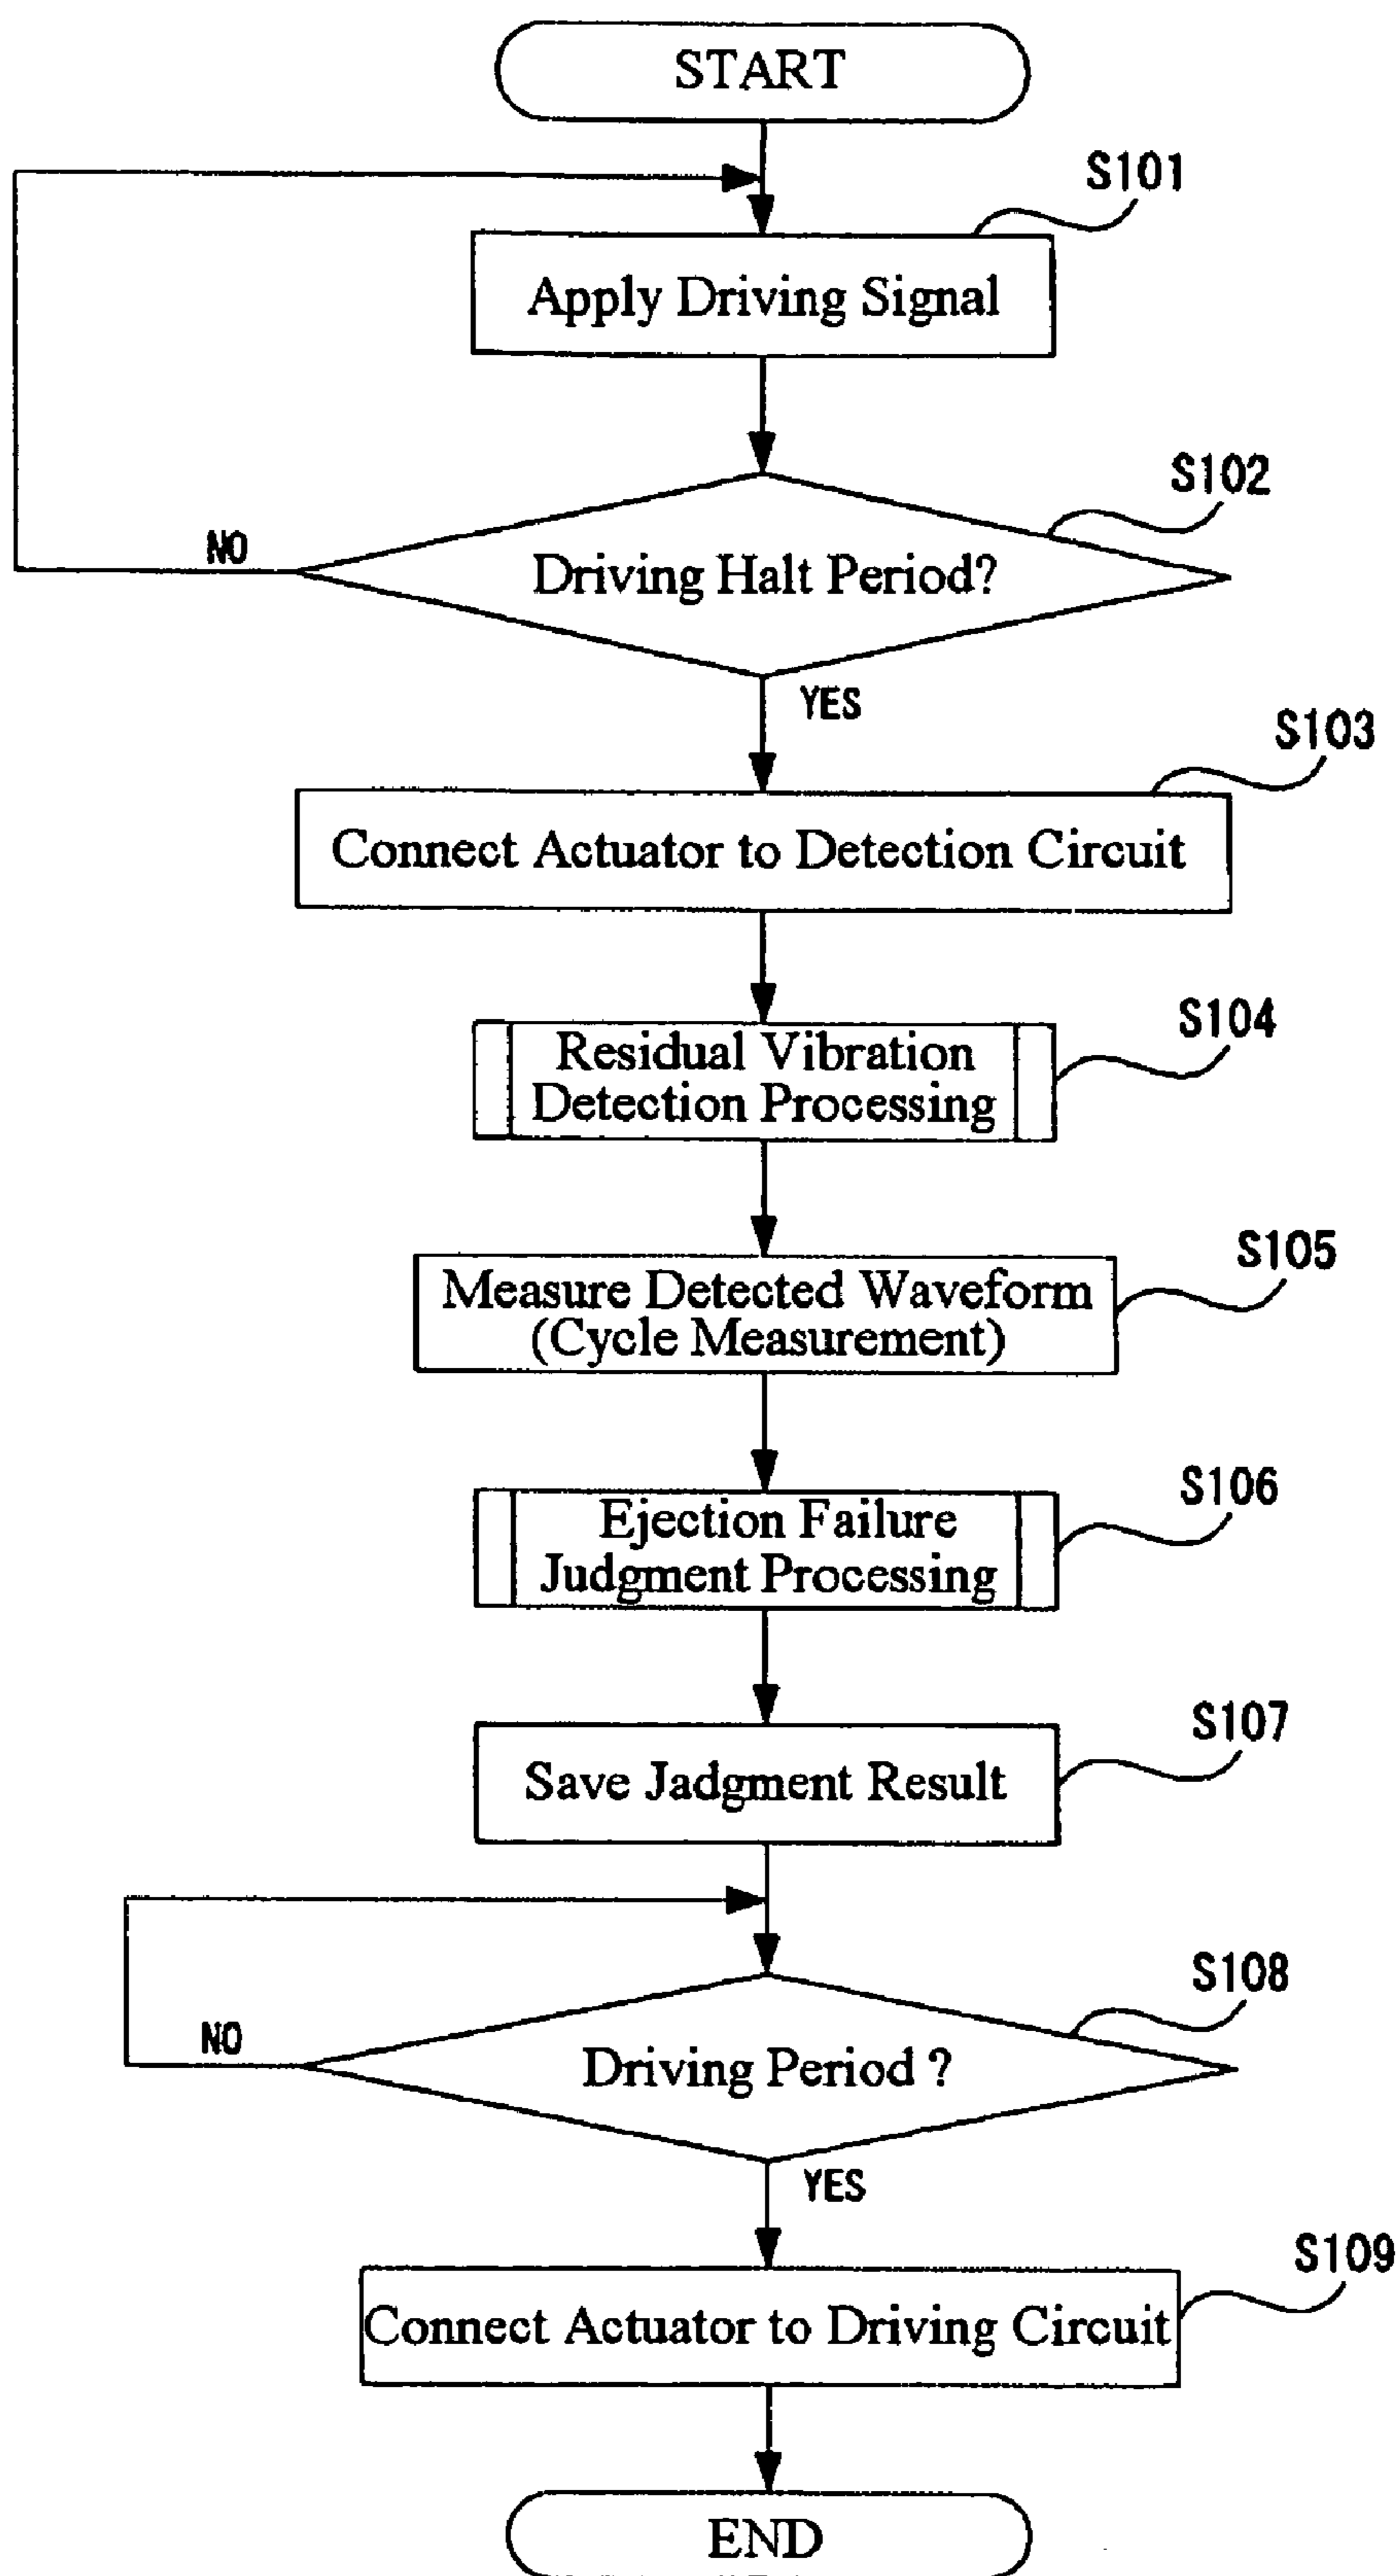 START
S101
Apply Driving Signal
S102
NO
Driving Halt Period?
YES
S103
Connect Actuator to Detection Circuit
S104
Residual Vibration
Detection Processing
S105
Measure Detected Waveform
(Cycle Measurement)
S106
Ejection Failure
Judgment Processing
S107
Save Jadgment Result
S108
NO
Driving Period ?
YES
S109
Connect Actuator to Driving Circuit
END